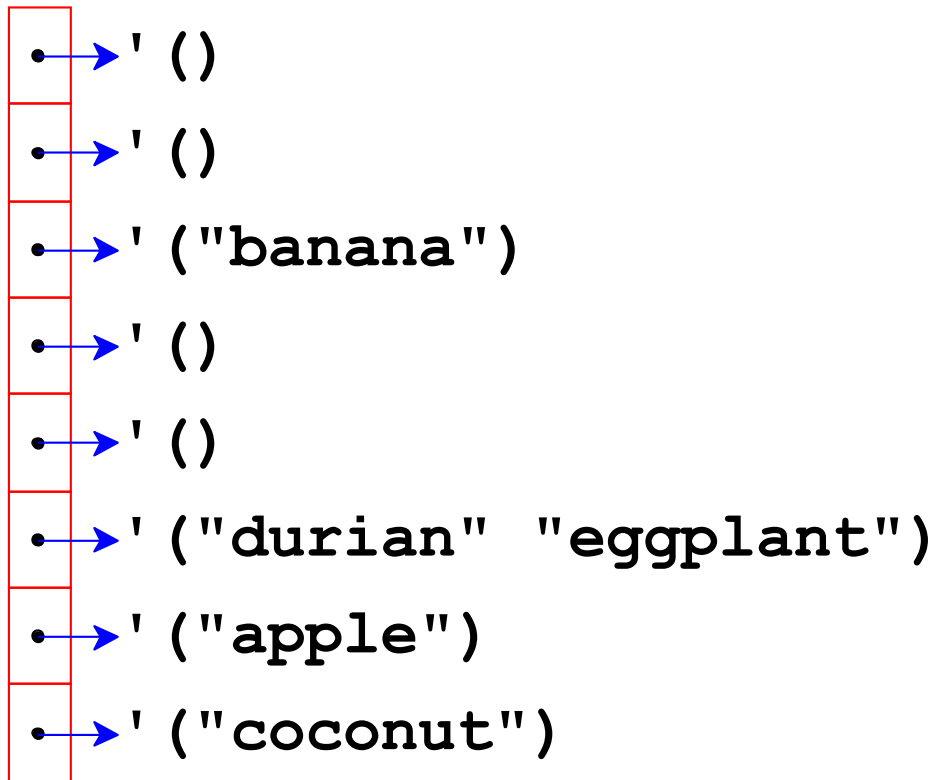 '()
'()
'("banana")
'()
'()
'("durian" "eggplant")
'("apple")
'("coconut")